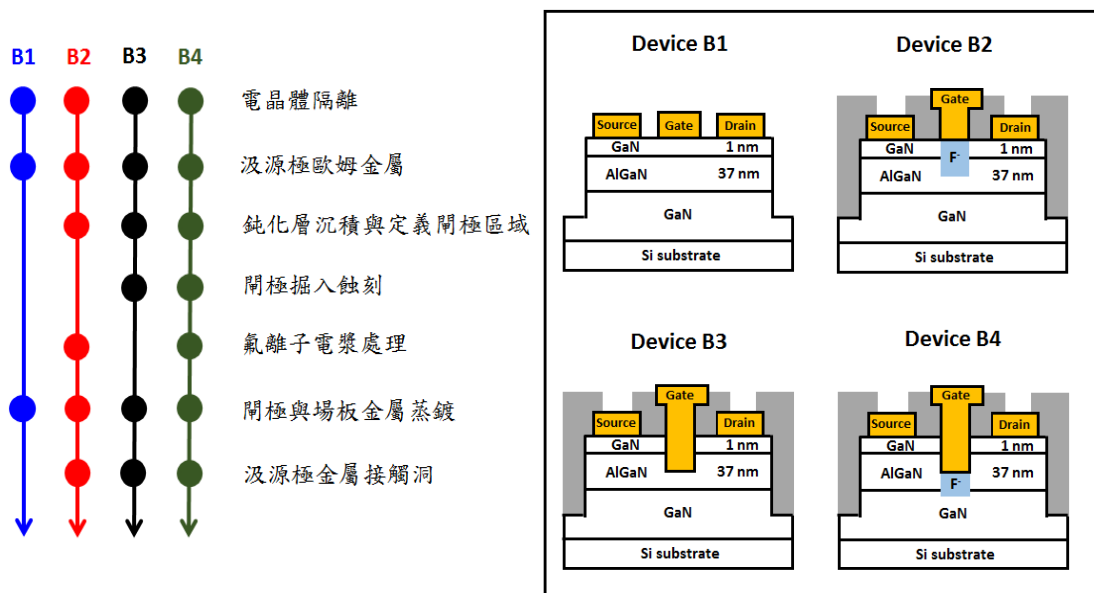 B1 B2 B3 B4
電晶體隔離
汲源極歐姆金屬
鈍化層沉積與定義閘極區域
閘極掘入蝕刻
氟離子電漿處理
閘極與場板金屬蒸鍍
汲源極金屬接觸洞
Device B1
Source Gate Drain
GaN 1 nm
AlGaN 37 nm
GaN
Si substrate
Device B2
Gate
Source Drain
GaN 1 nm
F-
AlGaN 37 nm
GaN
Si substrate
Device B3
Gate
Source Drain
GaN 1 nm
AlGaN 37 nm
GaN
Si substrate
Device B4
Gate
Source Drain
GaN 1 nm
AlGaN 37 nm
F-
GaN
Si substrate